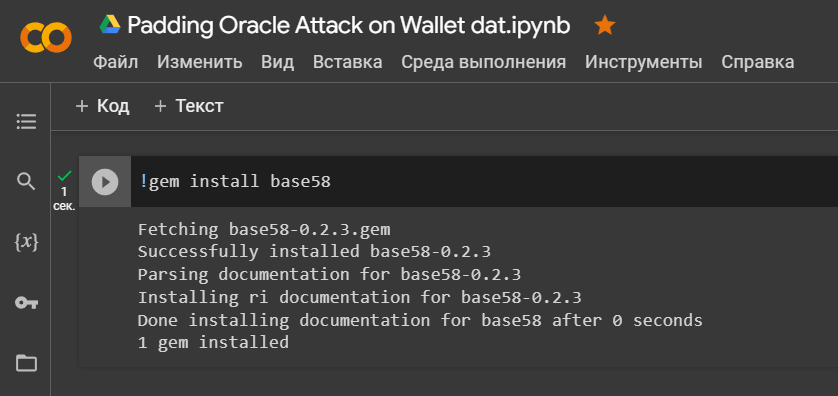 Padding Oracle Attack on Wallet dat.ipynb
Файл Изменить Вид Вставка Среда выполнения Инструменты Справка
+ Код + Текст
!gem install base58
1
сек.
Fetching base58-0.2.3.gem
Successfully installed base58-0.2.3
Parsing documentation for base58-0.2.3
Installing ri documentation for base58-0.2.3
Done installing documentation for base58 after 0 seconds
1 gem installed
{x}